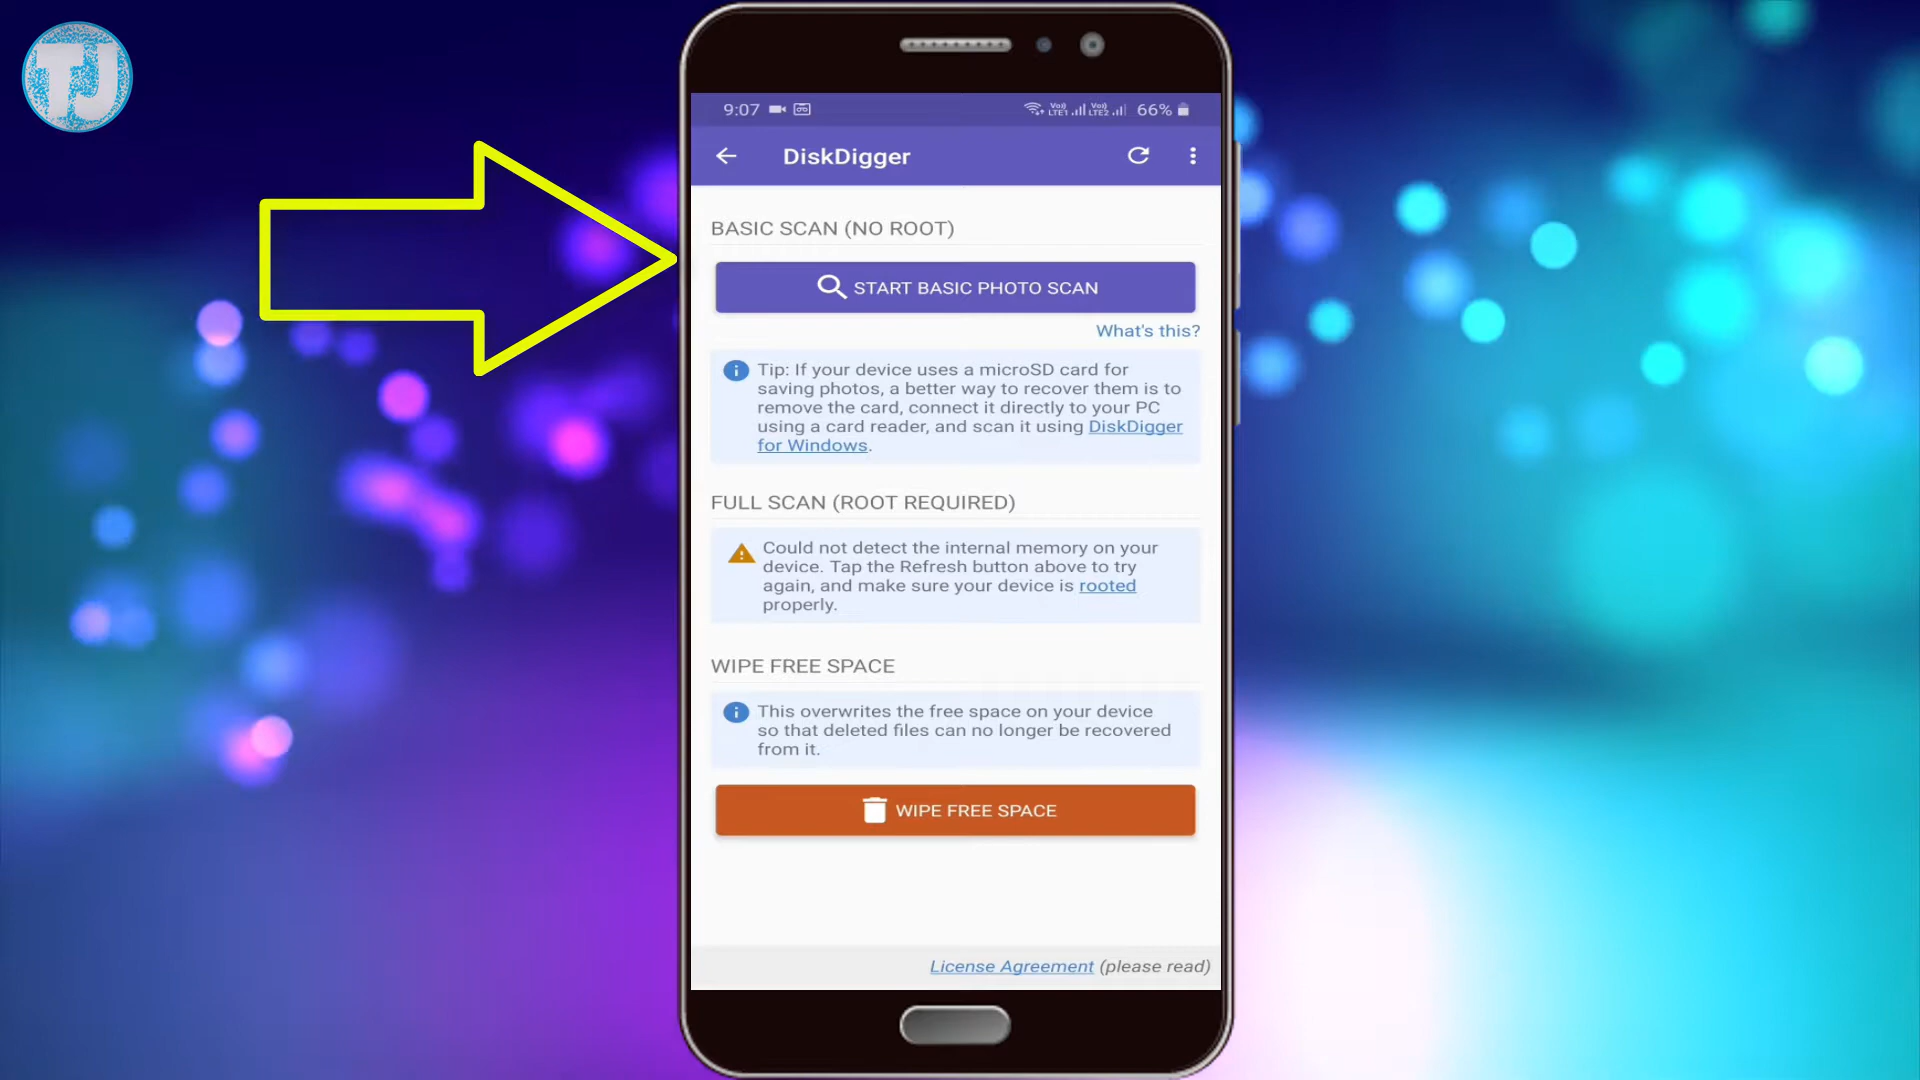 TJ
9:07
Vo)) LTE1 Vo)) LTE2 66%
DiskDigger
BASIC SCAN (NO ROOT)
START BASIC PHOTO SCAN
What's this?
Tip: If your device uses a microSD card for
saving photos, a better way to recover them is to
remove the card, connect it directly to your PC
using a card reader, and scan it using DiskDigger
for Windows.
FULL SCAN (ROOT REQUIRED)
Could not detect the internal memory on your
device. Tap the Refresh button above to try
again, and make sure your device is rooted
properly.
WIPE FREE SPACE
This overwrites the free space on your device
so that deleted files can no longer be recovered
from it.
WIPE FREE SPACE
License Agreement (please read)